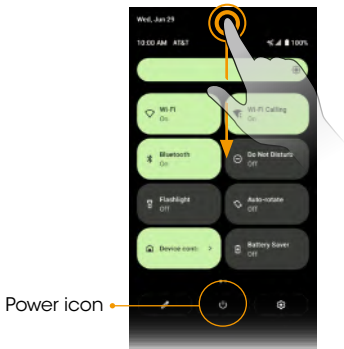 Wed, Jun 29
10:00 AM AT&T 100%
Wi-Fi
On
Wi-Fi Calling
On
Bluetooth
On
Do Not Disturb
Off
Flashlight
Off
Auto-rotate
Off
Device cont
Battery Saver
Off
Power icon